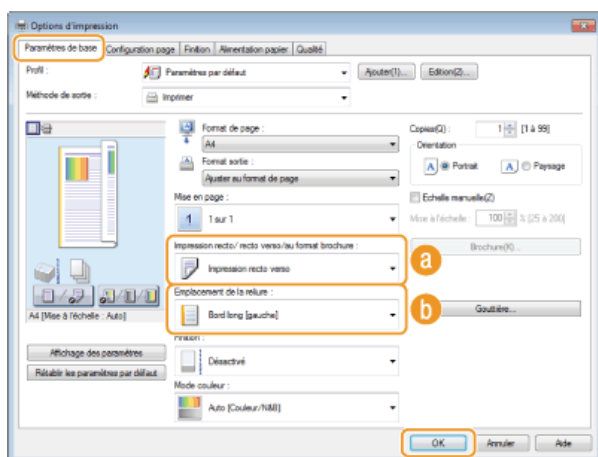 Options d'impression
Paramètres de base Configuration page Finition Alimentation papier Qualité
Profil : Paramètres par défaut Ajouter(1)... Edition(2)...
Méthode de sortie : Imprimer
Format de page : Copies(Q) : 1 [1 à 99]
A4 Orientation
Format sortie : A Portrait A Paysage
Ajuster au format de page
Mise en page : Echelle manuelle(Z)
1 1 sur 1 Mise à l'échelle : 100 % [25 à 200]
Impression recto/ recto verso/au format brochure : Brochure(K)...
Impression recto verso a
Emplacement de la reliure :
Bord long [gauche] b Gouttière...
A4 [Mise à l'échelle : Auto]
Finition :
Affichage des paramètres Désactivé
Rétablir les paramètres par défaut
Mode couleur :
Auto [Couleur/N&B]
OK Annuler Aide